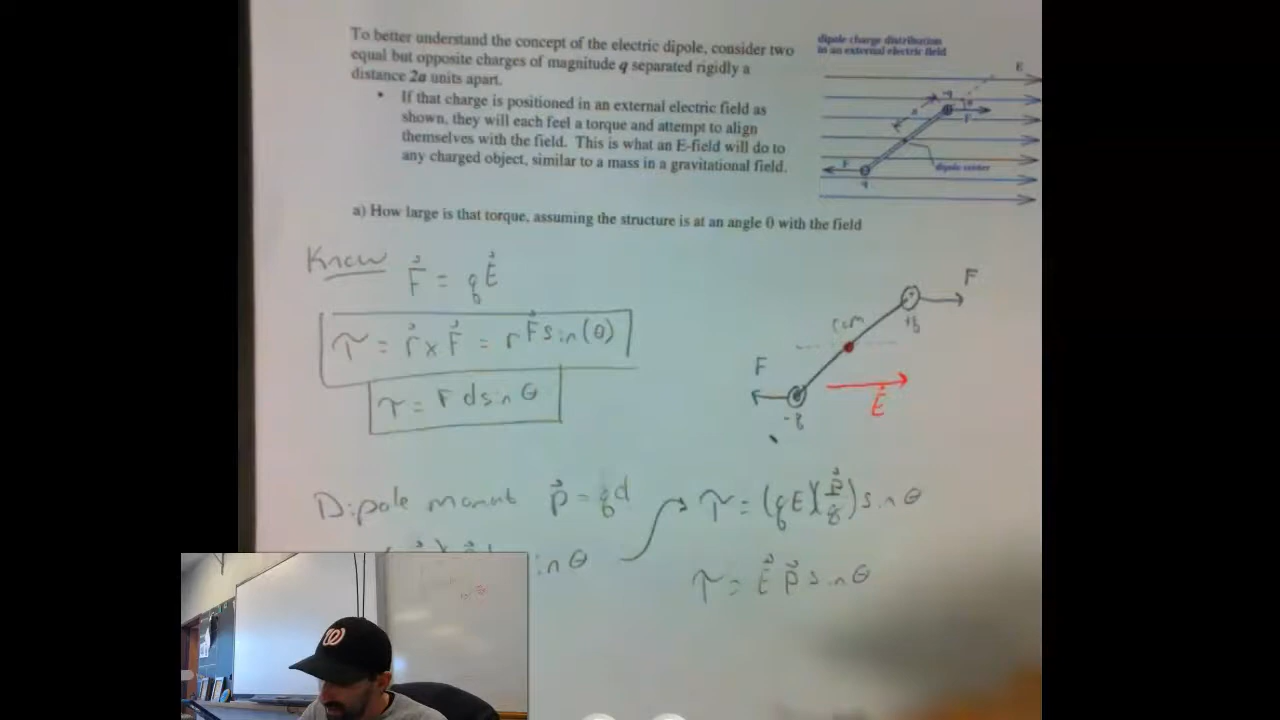 To better understand the concept of the electric dipole, consider two
equal but opposite charges of magnitude q separated rigidly a
distance 2a units apart.
• If that charge is positioned in an external electric field as
shown, they will each feel a torque and attempt to align
themselves with the field. This is what an E-field will do to
any charged object, similar to a mass in a gravitational field.
dipole charge distribution
in an external electric field
E
-q
a
F
F
dipole center
a) How large is that torque, assuming the structure is at an angle θ with the field
Know F⃗ = qE⃗
τ = r⃗ × F⃗ = rF⃗ sin(θ)
τ = F d sin θ
F
+q
com
F
E⃗
-q
Dipole momnt p⃗ = qd
in θ
τ = (qE)(p⃗/q) sin θ
τ = E⃗ p⃗ sin θ
W